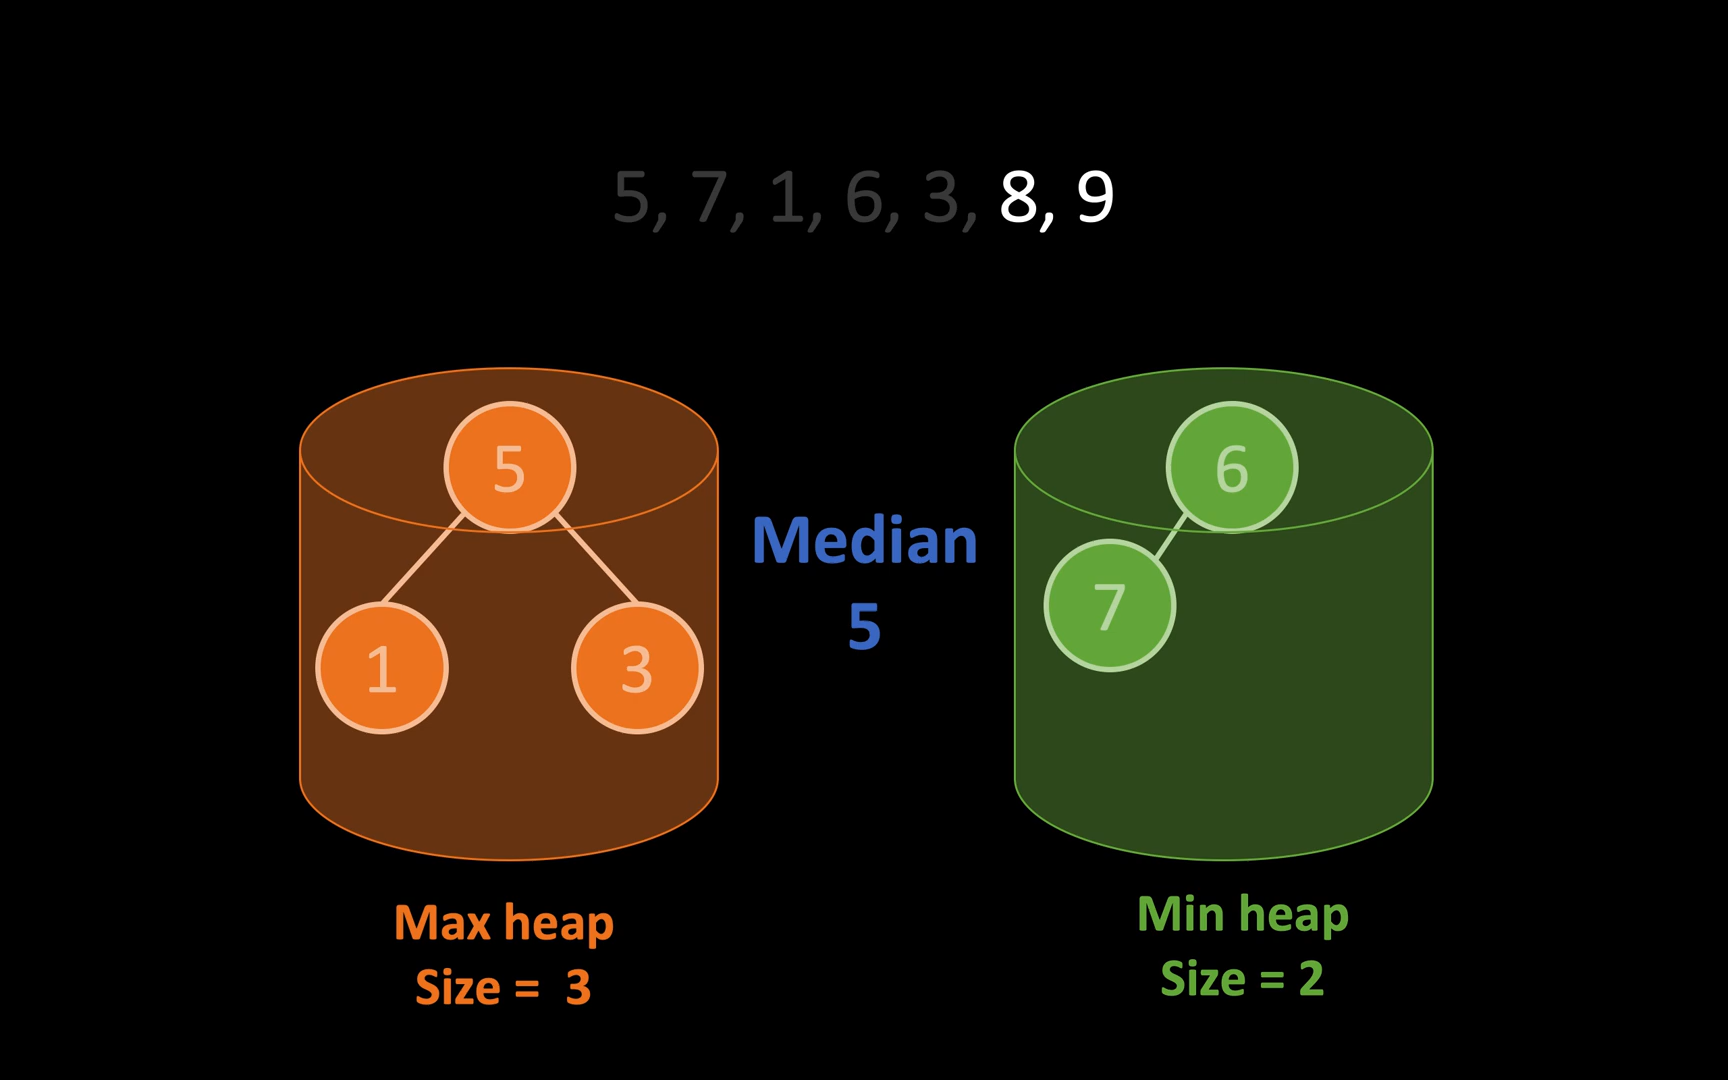 5, 7, 1, 6, 3, 8, 9
5
6
7
1
3
Median
5
Max heap
Size =  3
Min heap
Size = 2